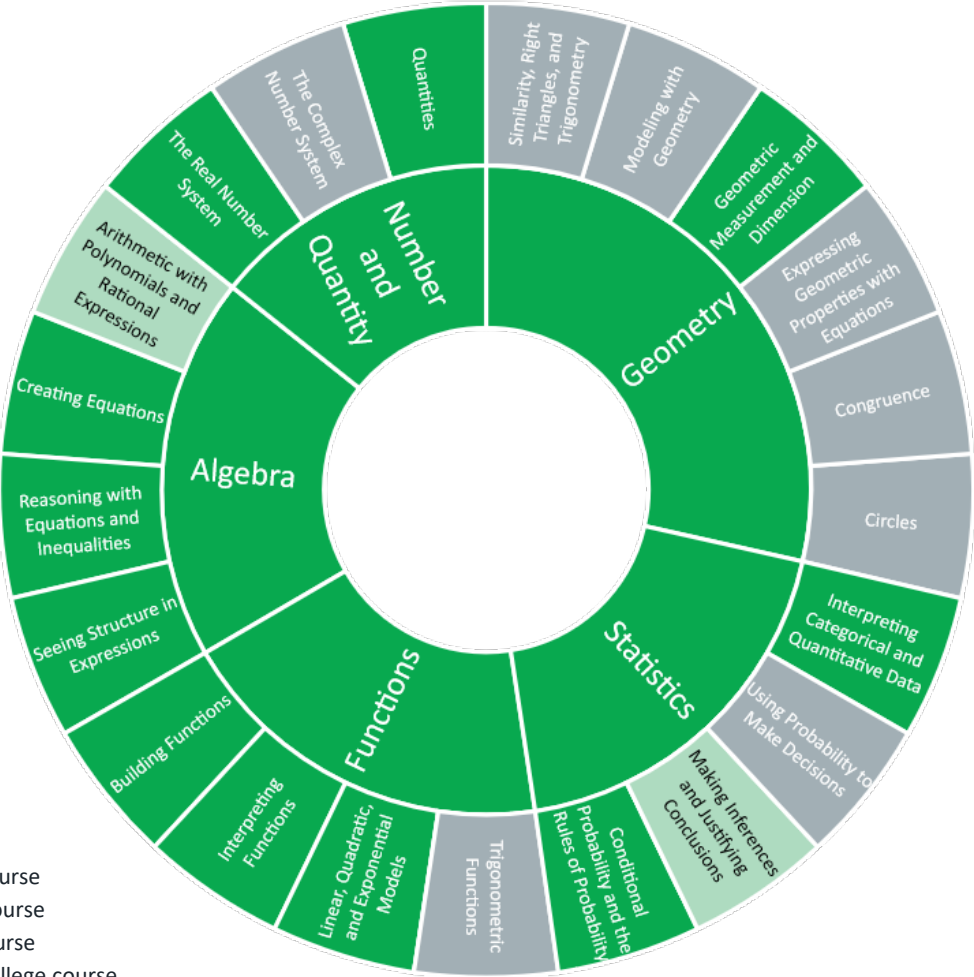 Quantities
Similarity, Right
Triangles, and
Trigonometry
Modeling with
Geometry
Geometric
Measurement and
Dimension
Expressing
Geometric
Properties with
Equations
Congruence
Circles
Interpreting
Categorical and
Quantitative Data
Using Probability to
Make Decisions
Making Inferences
and Justifying
Conclusions
Conditional
Probability and the
Rules of Probability
Trigonometric
Functions
Linear, Quadratic,
and Exponential
Models
Interpreting
Functions
Building Functions
Seeing Structure in
Expressions
Reasoning with
Equations and
Inequalities
Creating Equations
Arithmetic with
Polynomials and
Rational
Expressions
The Real Number
System
The Complex
Number System
Number
and
Quantity
Geometry
Algebra
Statistics
Functions
course